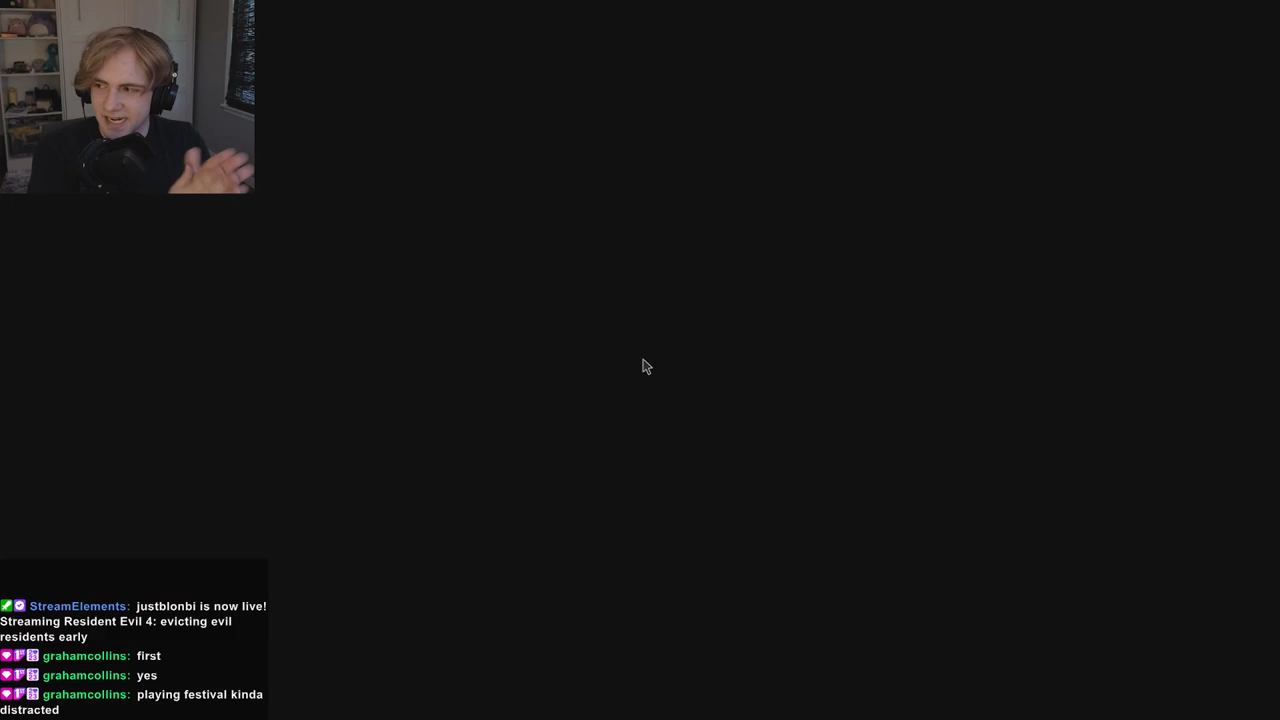 StreamElements: justblonbi is now live!
Streaming Resident Evil 4: evicting evil
residents early
grahamcollins: first
grahamcollins: yes
grahamcollins: playing festival kinda
distracted